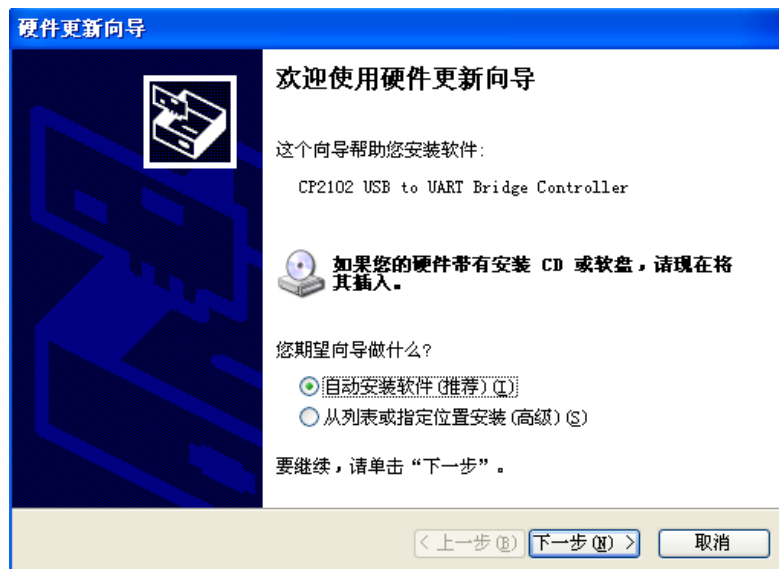 硬件更新向导
欢迎使用硬件更新向导
这个向导帮助您安装软件:
CP2102 USB to UART Bridge Controller
如果您的硬件带有安装 CD 或软盘，请现在将
其插入。
您期望向导做什么?
自动安装软件(推荐)(I)
从列表或指定位置安装(高级)(S)
要继续，请单击“下一步”。
< 上一步(B) 下一步(N) > 取消